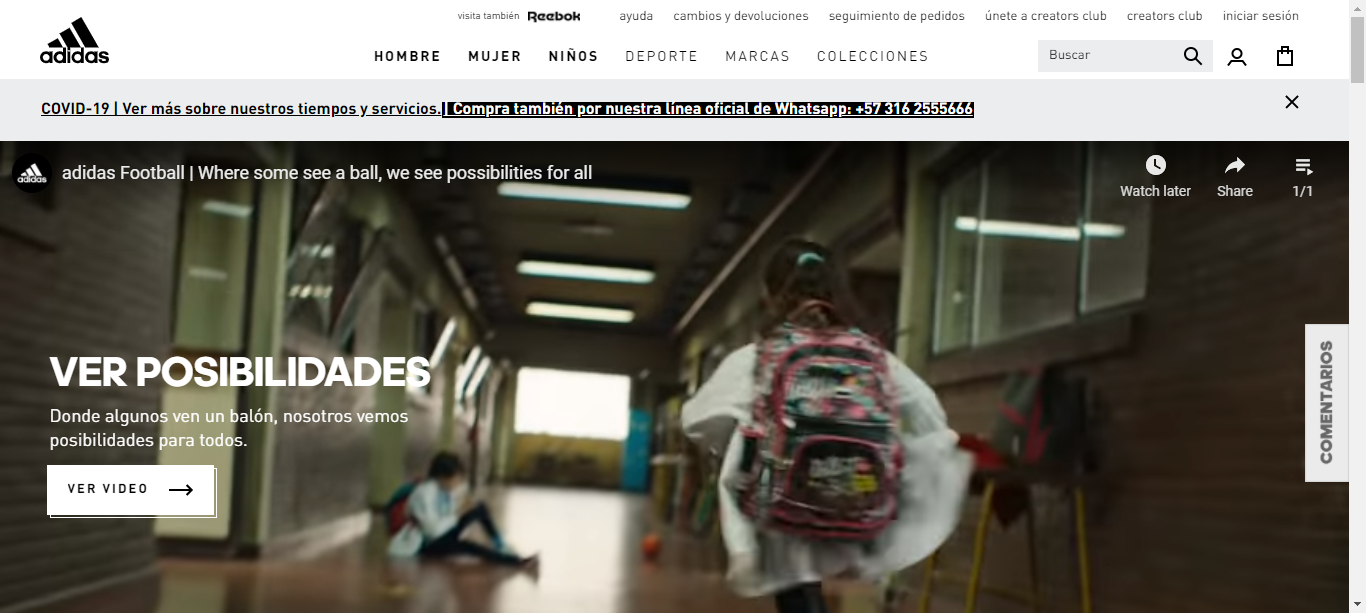 visita también Reebok ayuda cambios y devoluciones seguimiento de pedidos únete a creators club creators club iniciar sesión
adidas
HOMBRE MUJER NIÑOS DEPORTE MARCAS COLECCIONES
Buscar
COVID-19 | Ver más sobre nuestros tiempos y servicios.| Compra también por nuestra línea oficial de Whatsapp: +57 316 2555666
adidas
adidas Football | Where some see a ball, we see possibilities for all
Watch later Share 1/1
VER POSIBILIDADES
Donde algunos ven un balón, nosotros vemos
posibilidades para todos.
VER VIDEO
COMENTARIOS